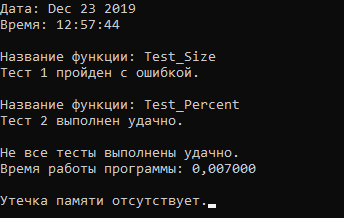 Дата: Dec 23 2019
Время: 12:57:44
Название функции: Test_Size
Тест 1 пройден с ошибкой.
Название функции: Test_Percent
Тест 2 выполнен удачно.
Не все тесты выполнены удачно.
Время работы программы: 0,007000
Утечка памяти отсутствует.